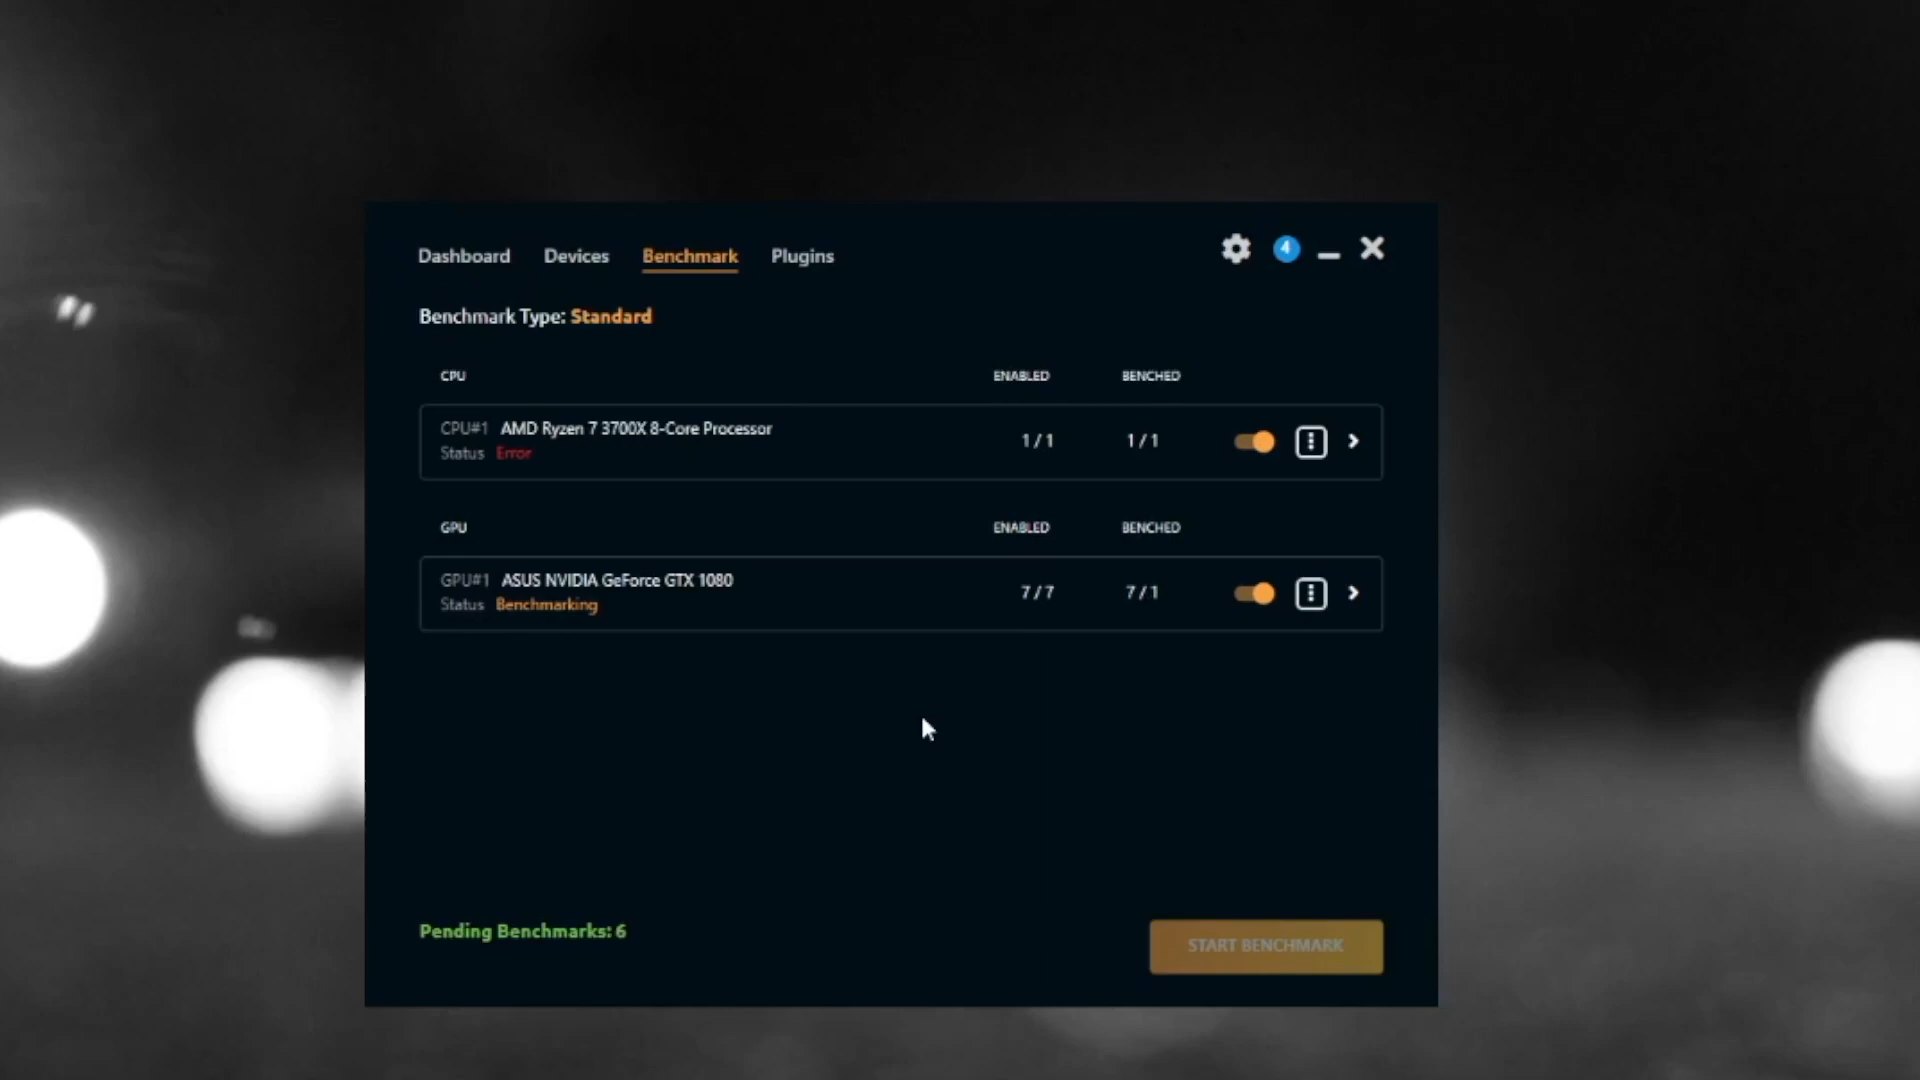 Dashboard Devices Benchmark Plugins 4
Benchmark Type: Standard
CPU ENABLED BENCHED
CPU#1 AMD Ryzen 7 3700X 8-Core Processor 1 / 1 1 / 1
Status Error
GPU ENABLED BENCHED
GPU#1 ASUS NVIDIA GeForce GTX 1080 7 / 7 7 / 1
Status Benchmarking
Pending Benchmarks: 6
START BENCHMARK